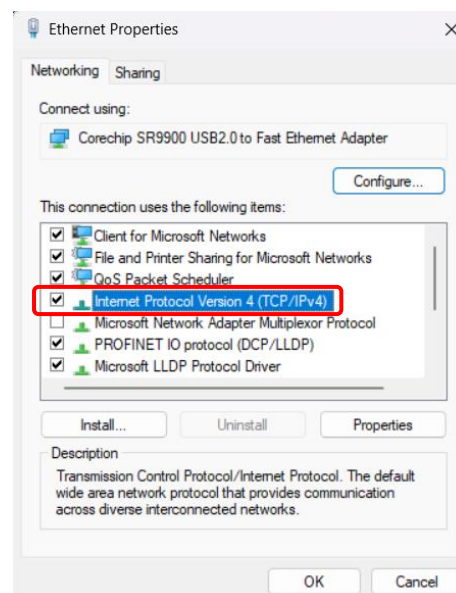 Ethernet Properties
Networking Sharing
Connect using:
Corechip SR9900 USB2.0 to Fast Ethernet Adapter
Configure...
This connection uses the following items:
Client for Microsoft Networks
File and Printer Sharing for Microsoft Networks
QoS Packet Scheduler
Internet Protocol Version 4 (TCP/IPv4)
Microsoft Network Adapter Multiplexor Protocol
PROFINET IO protocol (DCP/LLDP)
Microsoft LLDP Protocol Driver
Install... Uninstall Properties
Description
Transmission Control Protocol/Internet Protocol. The default
wide area network protocol that provides communication
across diverse interconnected networks.
OK Cancel